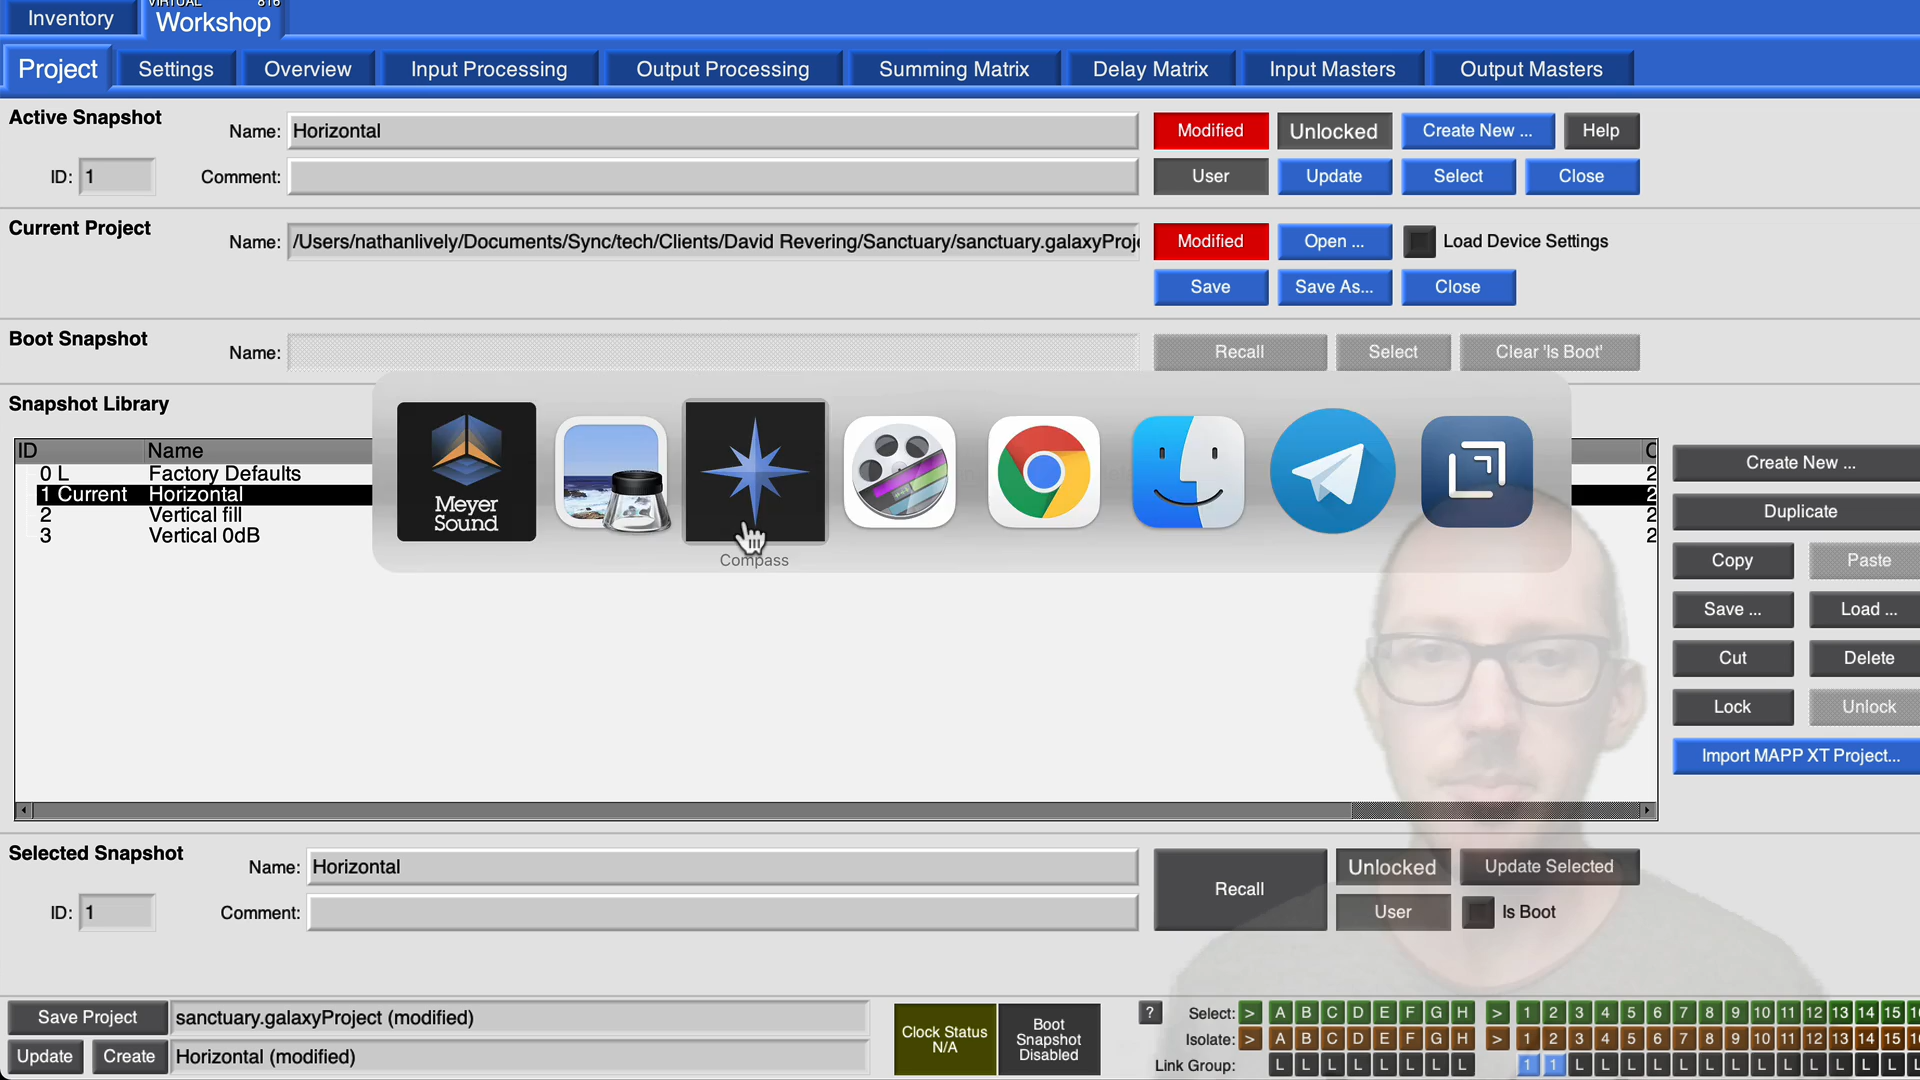 Inventory
VIRTUAL 816
Workshop
Project Settings Overview Input Processing Output Processing Summing Matrix Delay Matrix Input Masters Output Masters
Active Snapshot
Name: Horizontal Modified Unlocked Create New ... Help
ID: 1 Comment: User Update Select Close
Current Project
Name: /Users/nathanlively/Documents/Sync/tech/Clients/David Revering/Sanctuary/sanctuary.galaxyProje Modified Open ... Load Device Settings
Save Save As... Close
Boot Snapshot
Name: Recall Select Clear 'Is Boot'
Snapshot Library
ID Name
0 L Factory Defaults 2
1 Current Horizontal 2
2 Vertical fill 2
3 Vertical 0dB 2
Meyer
Sound
Compass
Create New ...
Duplicate
Copy Paste
Save ... Load ...
Cut Delete
Lock Unlock
Import MAPP XT Project...
Selected Snapshot
Name: Horizontal Recall Unlocked Update Selected
ID: 1 Comment: User Is Boot
Save Project sanctuary.galaxyProject (modified)
Update Create Horizontal (modified)
Clock Status
N/A
Boot
Snapshot
Disabled
? Select: > A B C D E F G H > 1 2 3 4 5 6 7 8 9 10 11 12 13 14 15
Isolate: > A B C D E F G H > 1 2 3 4 5 6 7 8 9 10 11 12 13 14 15
Link Group: L L L L L L L L 1 1 L L L L L L L L L L L L L